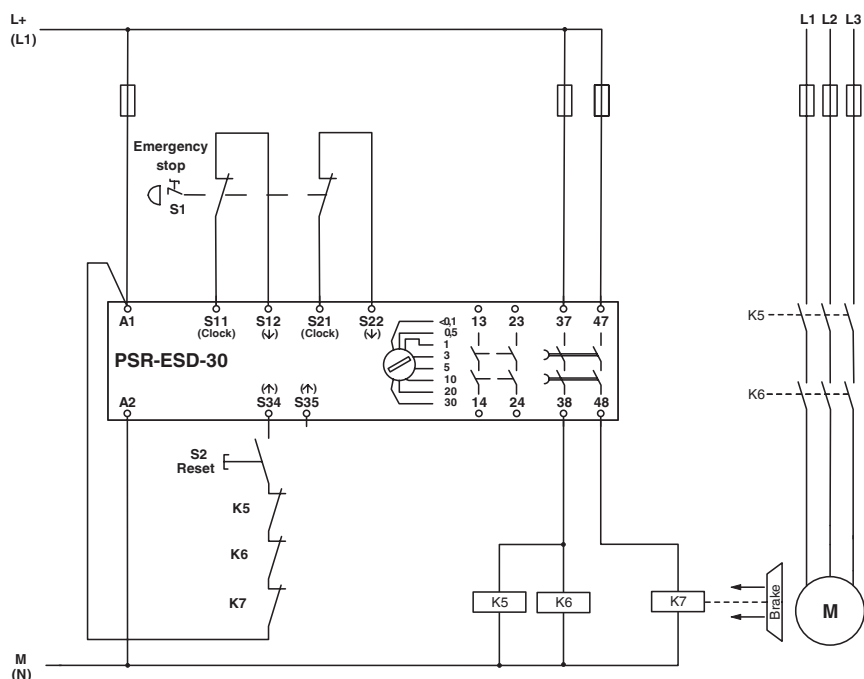 L+
(L1)
L1 L2 L3
Emergency
stop
S1
A1 S11 S12 S21 S22 13 23 37 47
(Clock) (↓) (Clock) (↓)
<0,1
0,5
1
3
5
10
20
30
PSR-ESD-30
(↑) (↑)
A2 S34 S35 14 24 38 48
K5
K6
S2
Reset
K5
K6
K7
K5 K6 K7
Brake
M
M
(N)